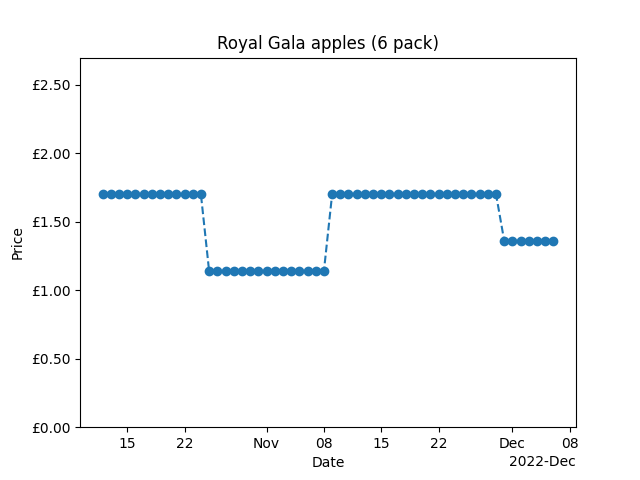 Royal Gala apples (6 pack)
£2.50
£2.00
£1.50
£1.00
£0.50
£0.00
Price
15 22 Nov 08 15 22 Dec 08
Date
2022-Dec